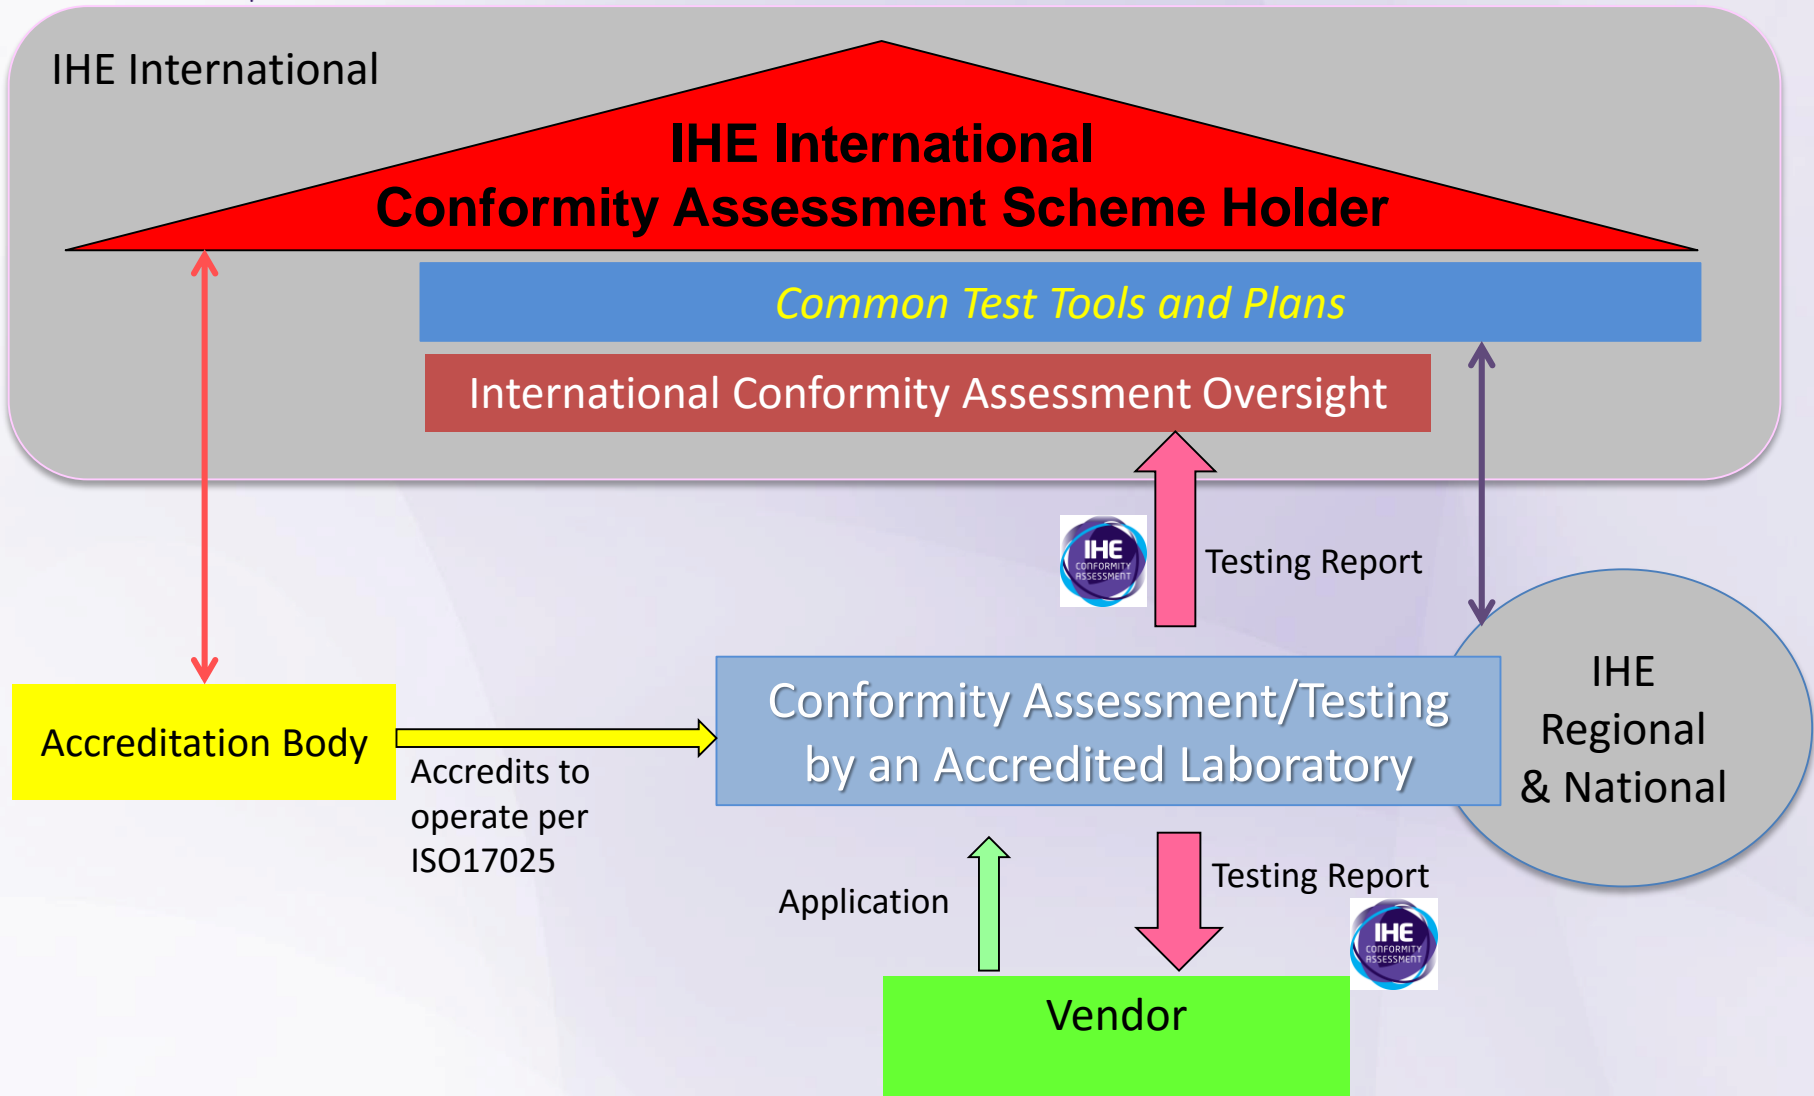 IHE International
IHE International
Conformity Assessment Scheme Holder
Common Test Tools and Plans
International Conformity Assessment Oversight
IHE
CONFORMITY
ASSESSMENT
Testing Report
IHE
Regional
& National
Conformity Assessment/Testing
by an Accredited Laboratory
Accreditation Body
Accredits to
operate per
ISO17025
Application
Testing Report
IHE
CONFORMITY
ASSESSMENT
Vendor